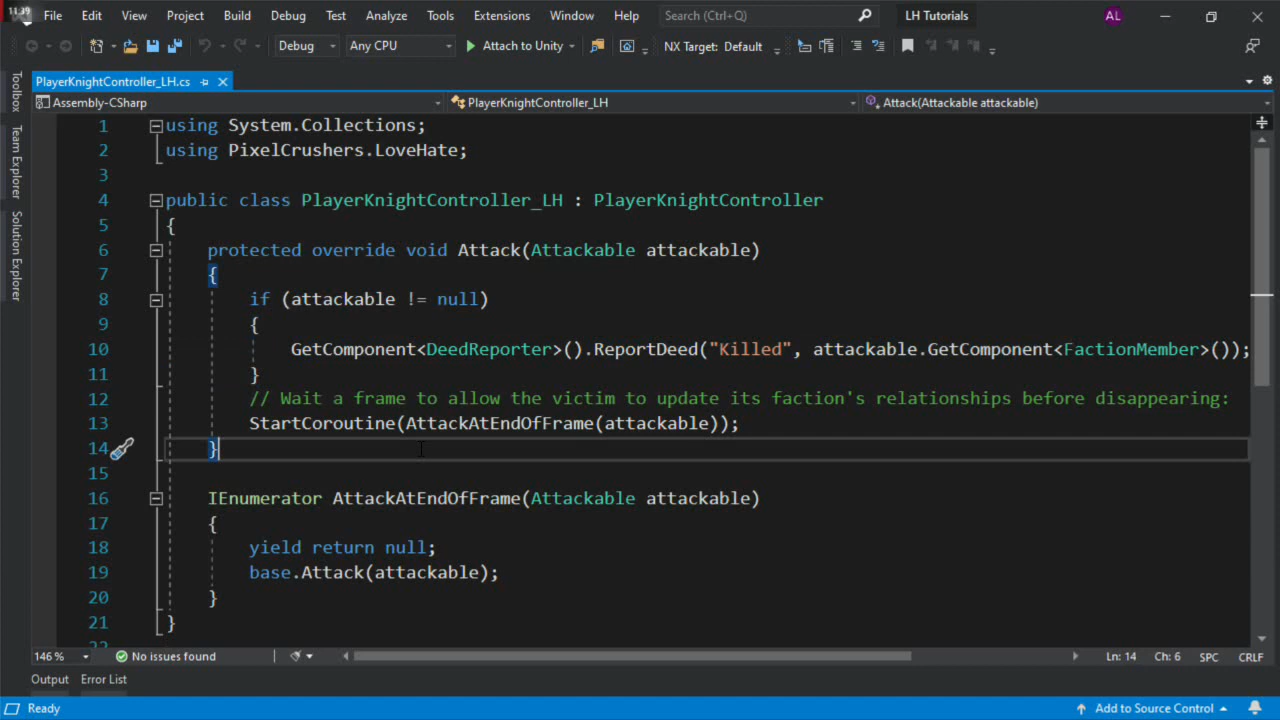 11:39
File Edit View Project Build Debug Test Analyze Tools Extensions Window Help Search (Ctrl+Q) LH Tutorials AL
Debug Any CPU Attach to Unity NX Target: Default
PlayerKnightController_LH.cs
Assembly-CSharp PlayerKnightController_LH Attack(Attackable attackable)
Toolbox
Team Explorer
Solution Explorer
1 using System.Collections;
2 using PixelCrushers.LoveHate;
3
4 public class PlayerKnightController_LH : PlayerKnightController
5 {
6 protected override void Attack(Attackable attackable)
7 {
8 if (attackable != null)
9 {
10 GetComponent<DeedReporter>().ReportDeed("Killed", attackable.GetComponent<FactionMember>());
11 }
12 // Wait a frame to allow the victim to update its faction's relationships before disappearing:
13 StartCoroutine(AttackAtEndOfFrame(attackable));
14 }
15
16 IEnumerator AttackAtEndOfFrame(Attackable attackable)
17 {
18 yield return null;
19 base.Attack(attackable);
20 }
21 }
22
146 % No issues found Ln: 14 Ch: 6 SPC CRLF
Output Error List
Ready Add to Source Control